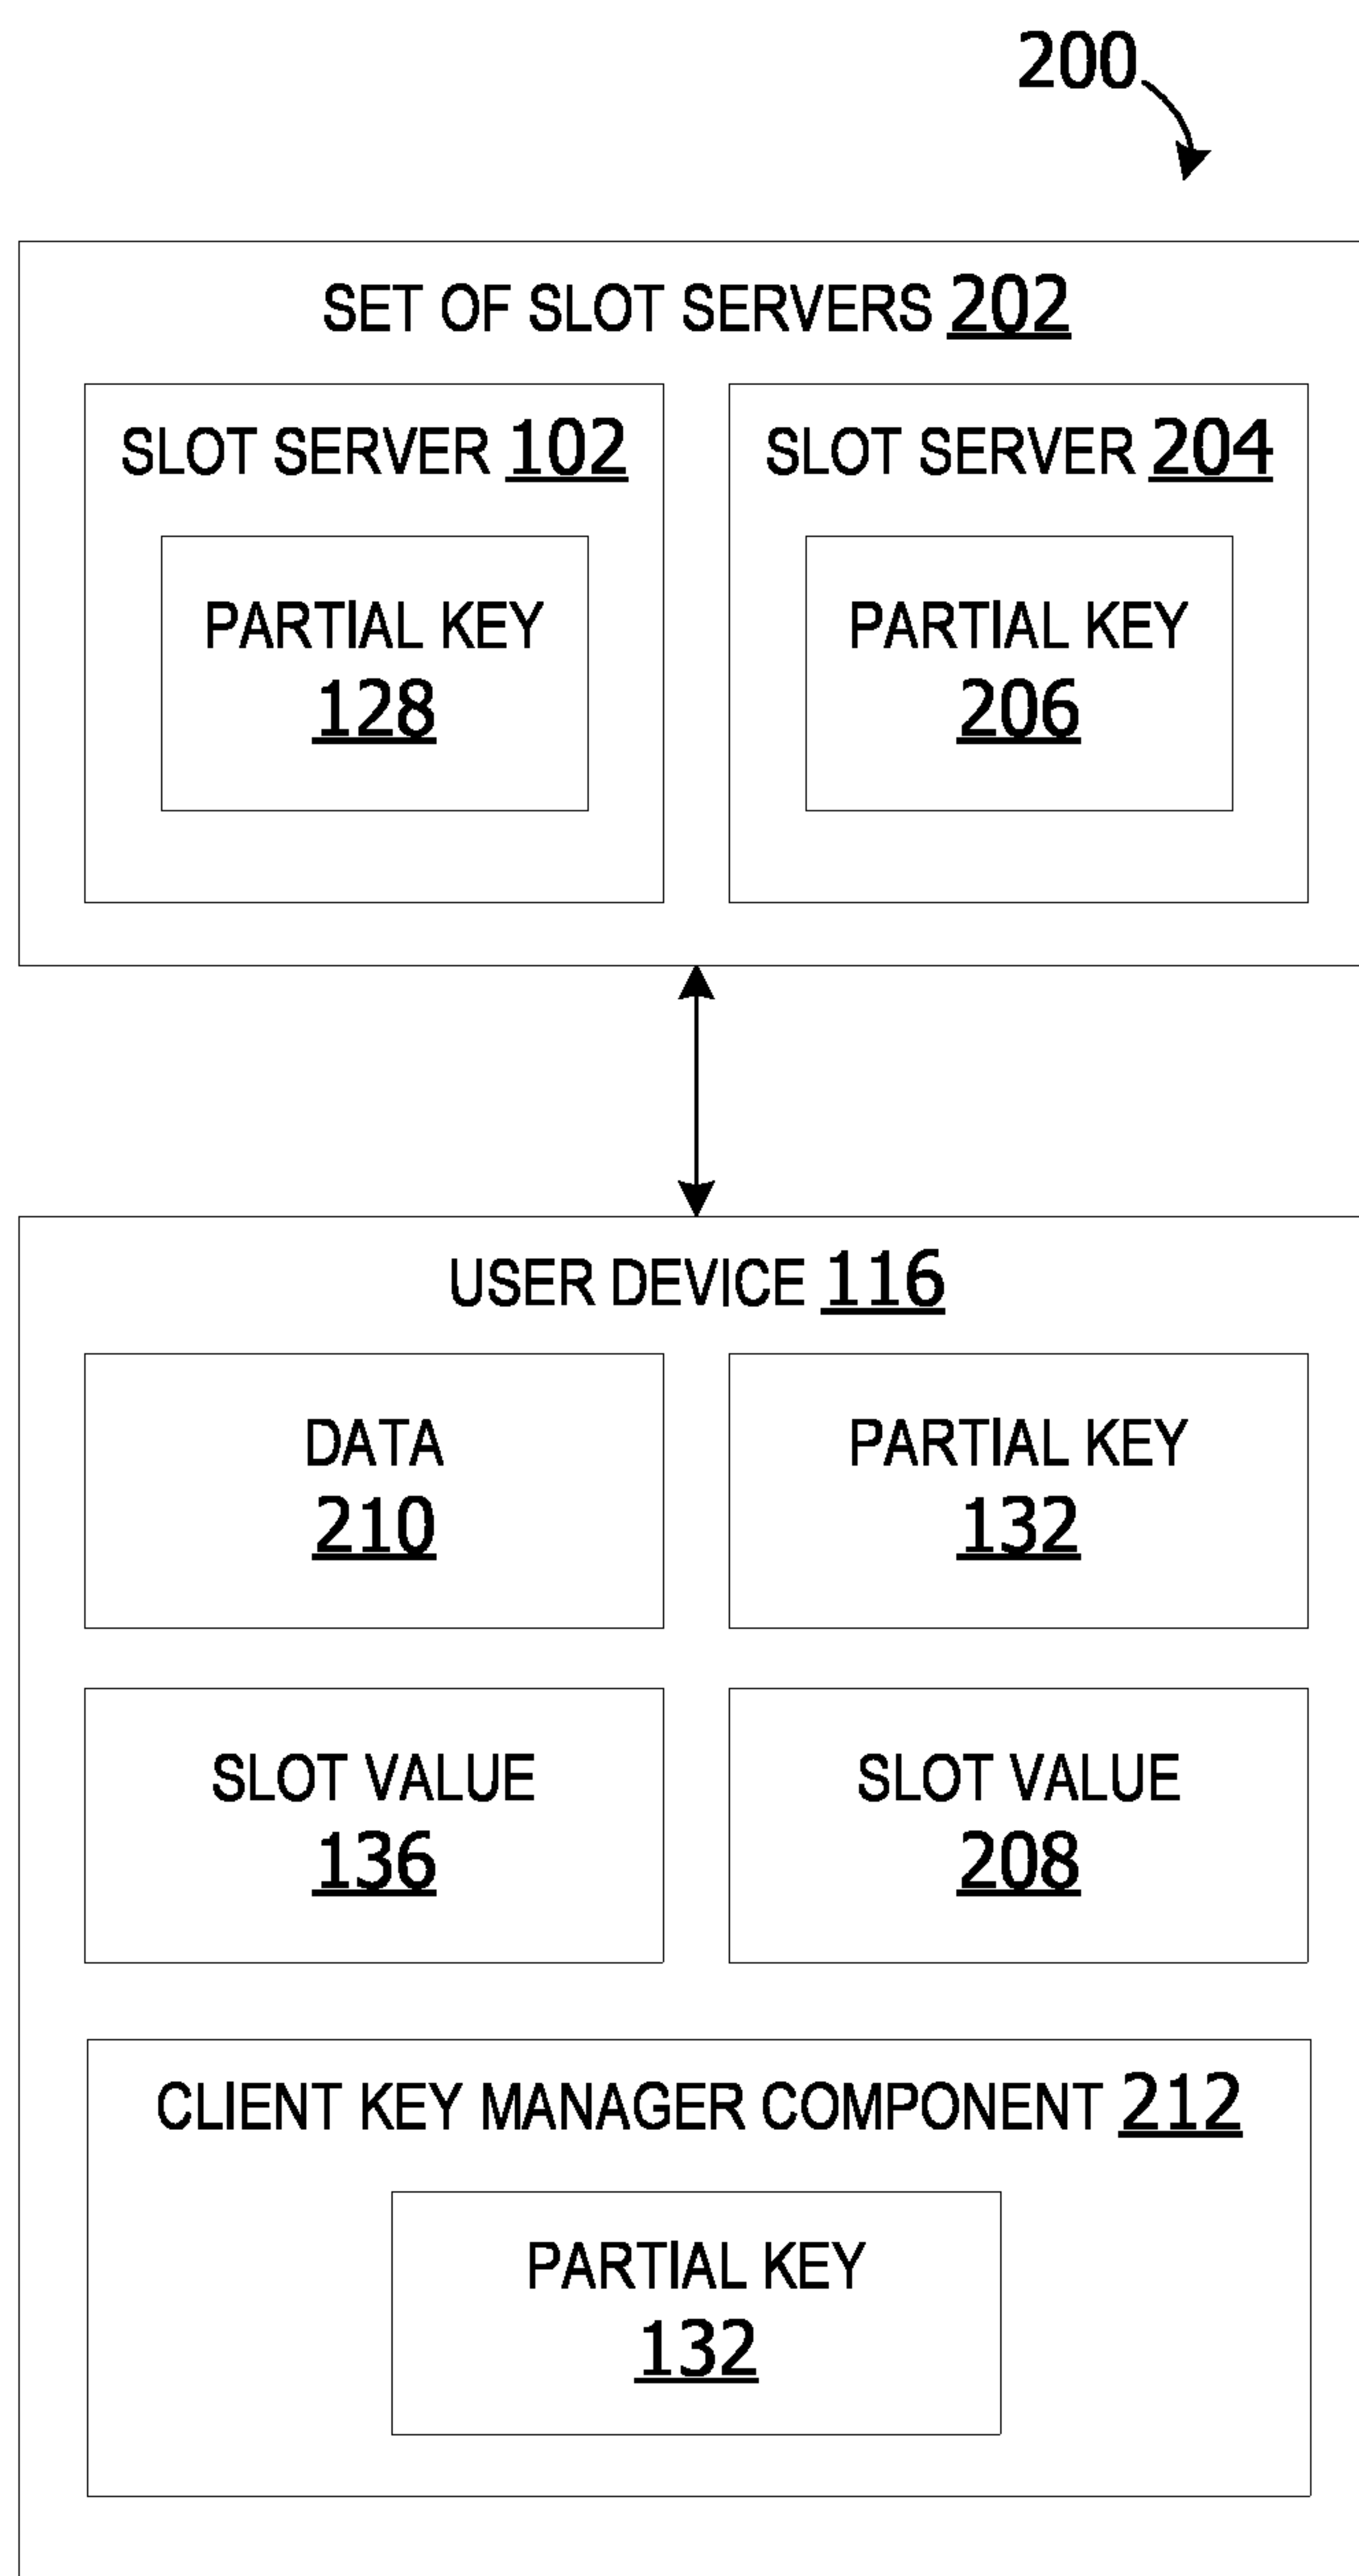 200
SET OF SLOT SERVERS 202
SLOT SERVER 102
PARTIAL KEY
128
SLOT SERVER 204
PARTIAL KEY
206
USER DEVICE 116
DATA
210
PARTIAL KEY
132
SLOT VALUE
136
SLOT VALUE
208
CLIENT KEY MANAGER COMPONENT 212
PARTIAL KEY
132